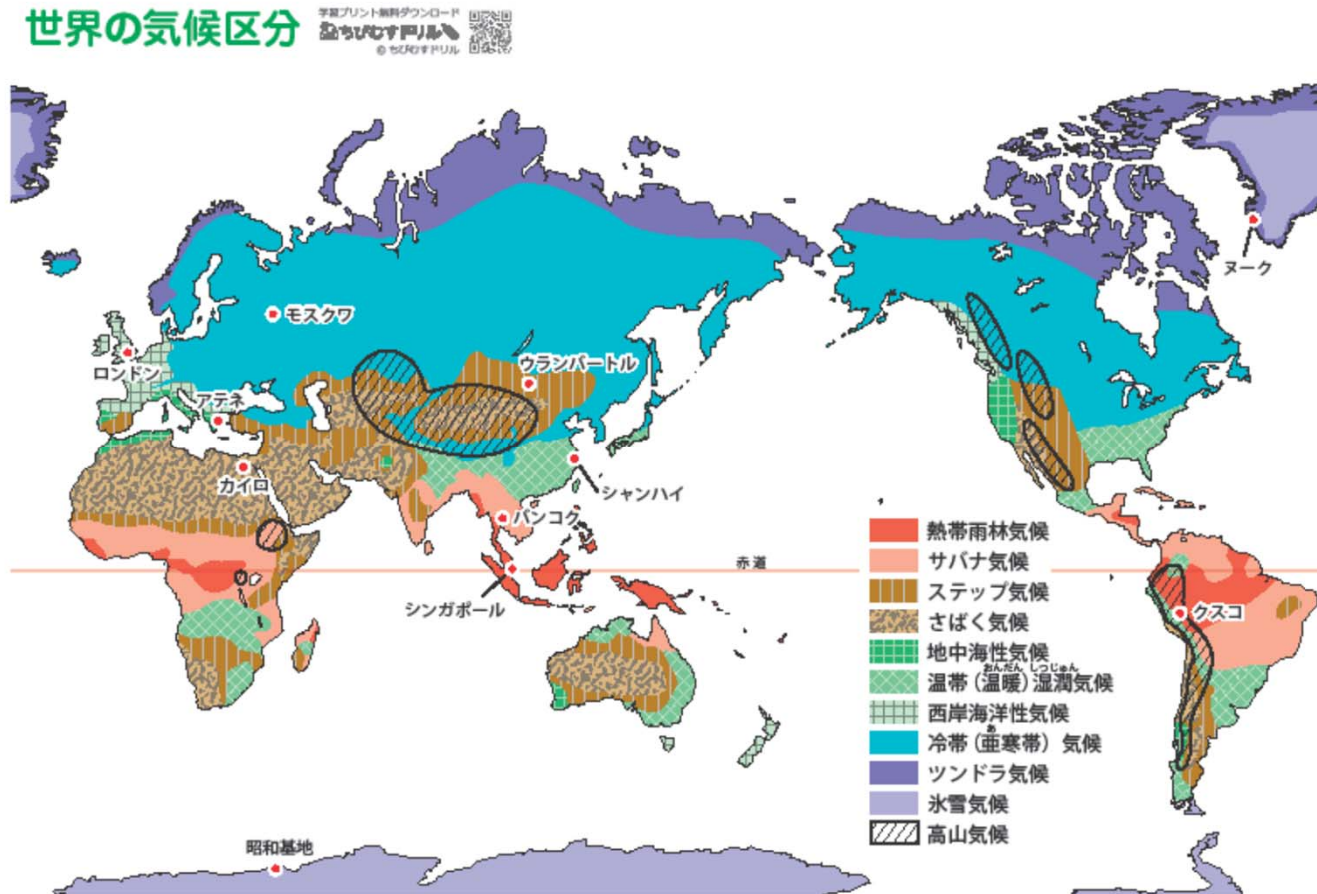 世界の気候区分
学習プリント無料ダウンロード
ちびむすドリル
© ちびむすドリル
ヌーク
モスクワ
ロンドン
ウランバートル
アテネ
カイロ
シャンハイ
バンコク
赤道
シンガポール
クスコ
熱帯雨林気候
サバナ気候
ステップ気候
さばく気候
地中海性気候
おんだん しつじゅん
温帯(温暖)湿潤気候
西岸海洋性気候
あ
冷帯(亜寒帯)気候
ツンドラ気候
氷雪気候
高山気候
昭和基地